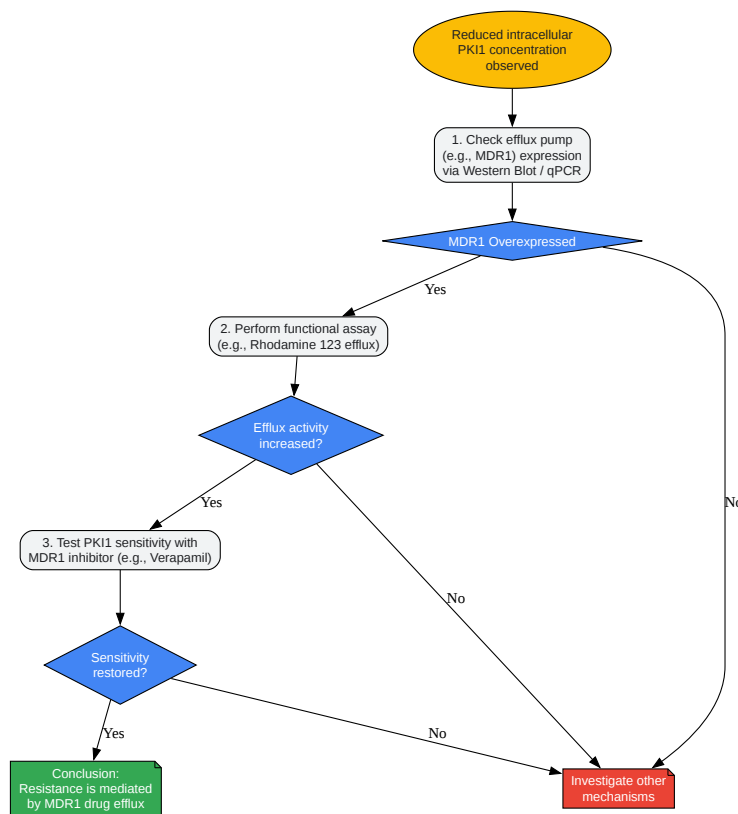 Reduced intracellular
PKI1 concentration
observed
1. Check efflux pump
(e.g., MDR1) expression
via Western Blot / qPCR
MDR1 Overexpressed
Yes
2. Perform functional assay
(e.g., Rhodamine 123 efflux)
Efflux activity
increased?
Yes
No
3. Test PKI1 sensitivity with
MDR1 inhibitor (e.g., Verapamil)
No
Sensitivity
restored?
Yes
No
Conclusion:
Resistance is mediated
by MDR1 drug efflux
Investigate other
mechanisms